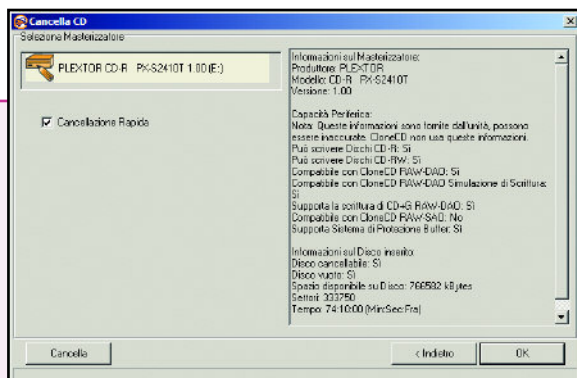 Cancella CD
Selezione Masterizzatore
PLEXTOR CD-R PX-S2410T 1.00 (E:)
Cancellazione Rapida
Informazioni sul Masterizzatore:
Produttore: PLEXTOR
Modello: CD-R PX-S2410T
Versione: 1.00
Capacità Periferica:
Nota: Queste informazioni sono fornite dall'unità, possono
essere inaccurate. CloneCD non usa queste informazioni.
Può scrivere Dischi CD-R: Sì
Può scrivere Dischi CD-RW: Sì
Compatibile con CloneCD RAW-DAO: Sì
Compatibile con CloneCD RAW-DAO Simulazione di Scrittura:
Sì
Supporta la scrittura di CD+G RAW-DAO: Sì
Compatibile con CloneCD RAW-SAO: No
Supporta Sistema di Protezione Buffer: Sì
Informazioni sul Disco inserito:
Disco cancellabile: Sì
Disco vuoto: Sì
Spazio disponibile su Disco: 766592 kBytes
Settori: 333750
Tempo: 74:10:00 (Min:Sec:Fra)
Cancella
< Indietro
OK